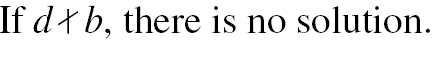 If d ∤ b, there is no solution.